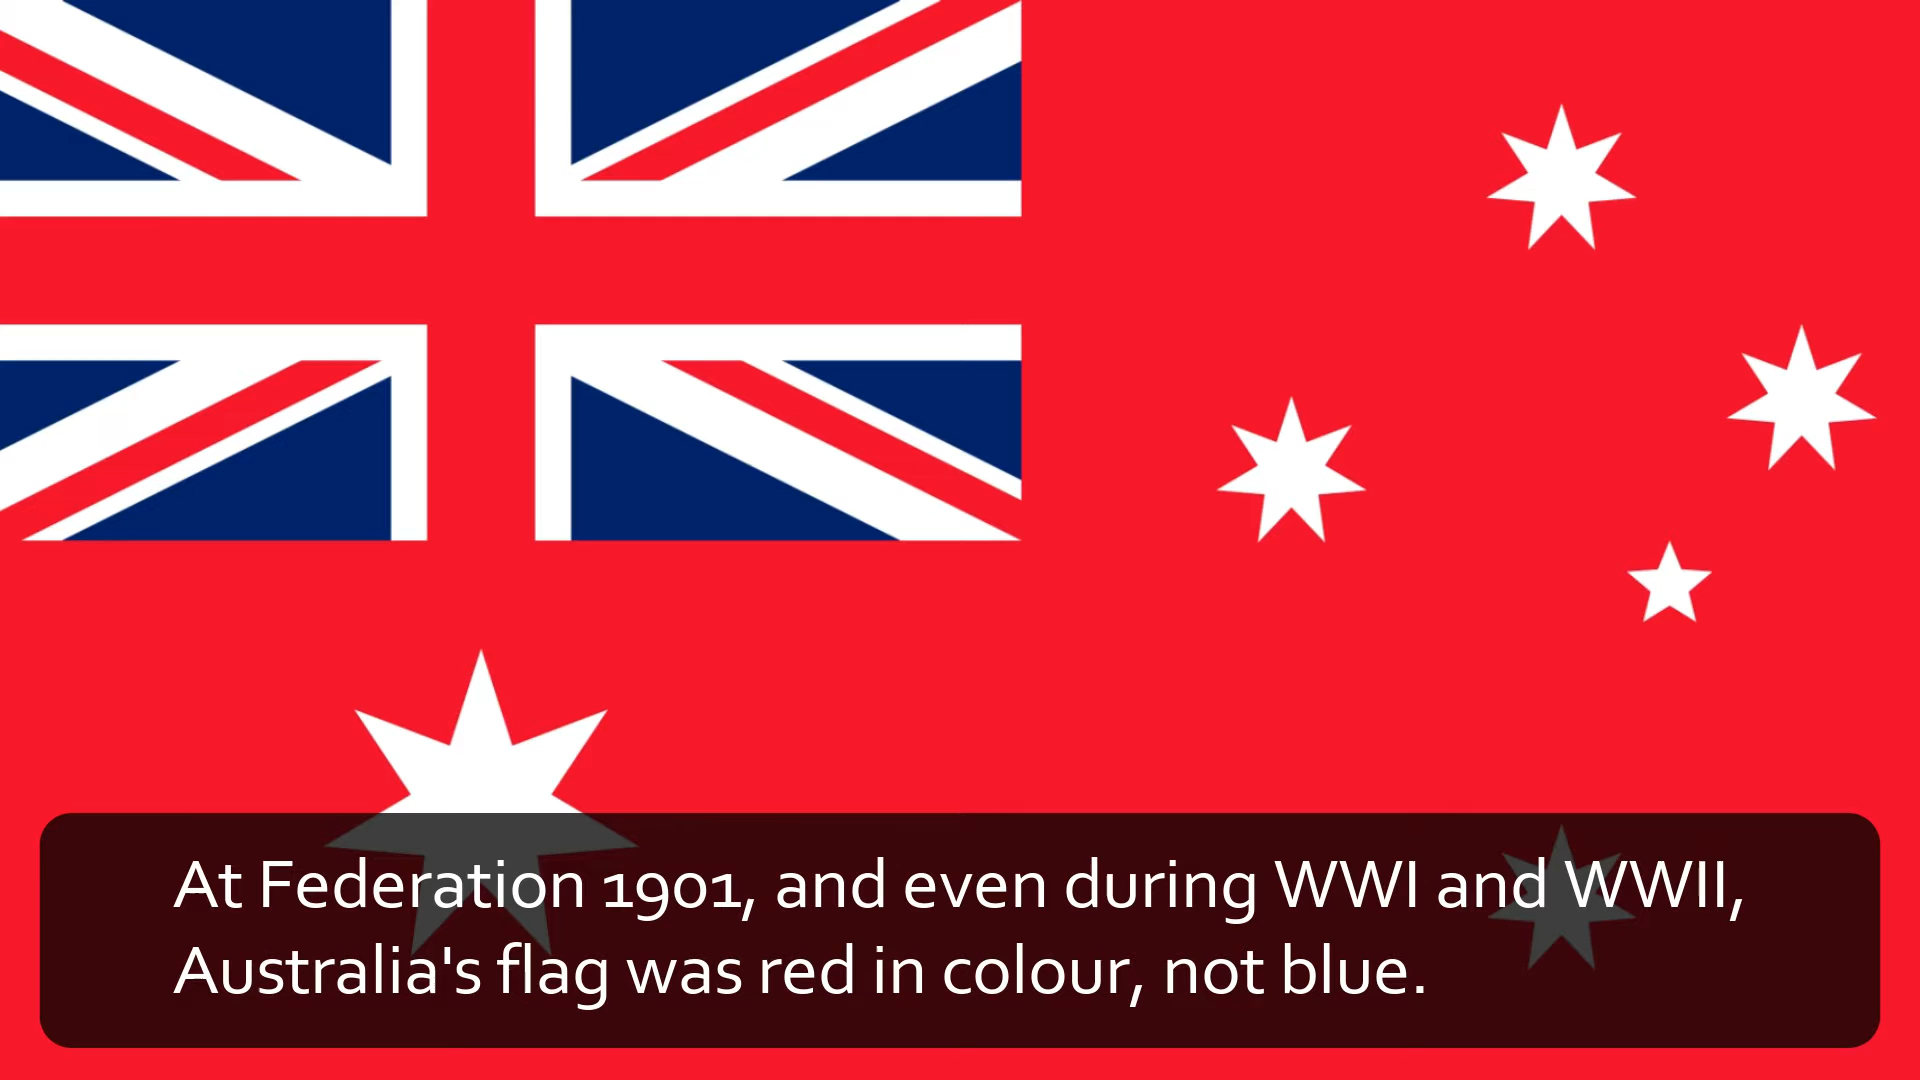 At Federation 1901, and even during WWI and WWII,
Australia's flag was red in colour, not blue.